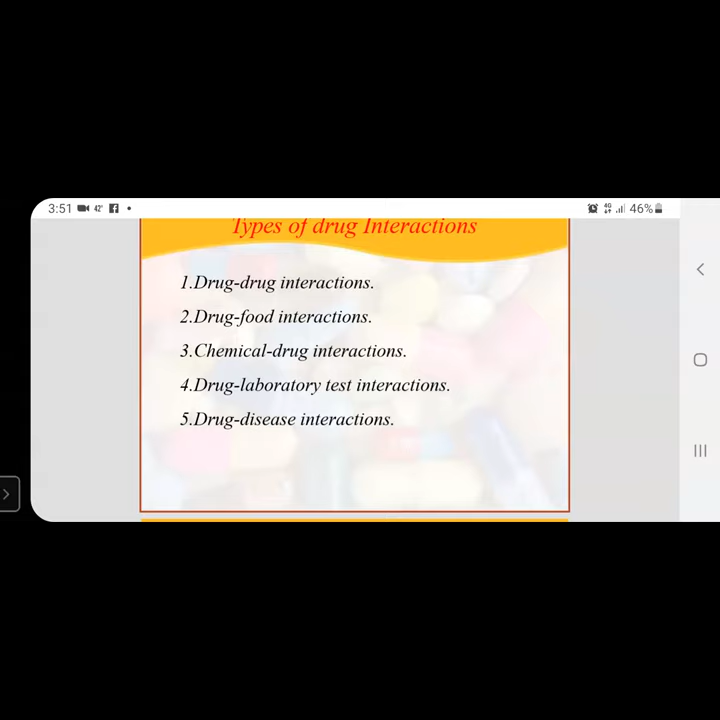 3:51 42° 4G 46%
Types of drug Interactions
1.Drug-drug interactions.
2.Drug-food interactions.
3.Chemical-drug interactions.
4.Drug-laboratory test interactions.
5.Drug-disease interactions.